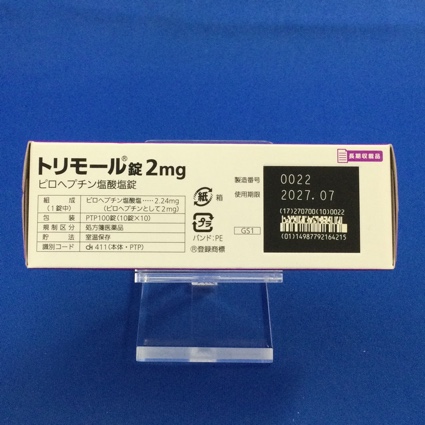 トリモール®錠2mg
ピロヘプチン塩酸塩錠
組成(1錠中) ピロヘプチン塩酸塩……2.24mg
(ピロヘプチンとして2mg)
包装 PTP100錠(10錠×10)
規制区分 処方箋医薬品
貯法 室温保存
識別コード 411(本体・PTP)
紙 箱
プラ
バンド:PE
®登録商標
長期収載品
製造番号 0022
使用期限 2027.07
GS1
(17)270700(10)0022
(01)14987792164215